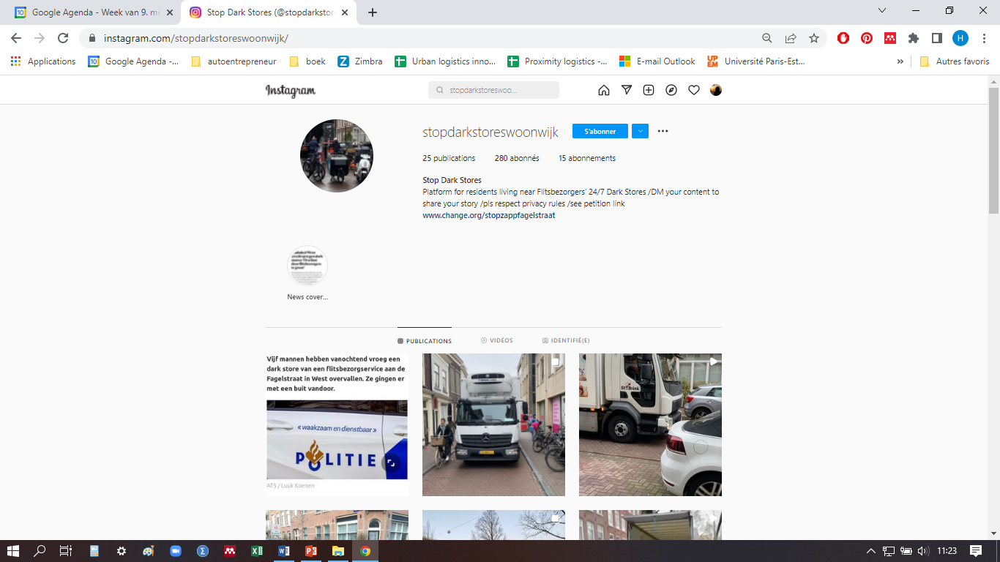 Google Agenda - Week van 9. me
Stop Dark Stores (@stopdarkstor
instagram.com/stopdarkstoreswoonwijk/
H
Applications
Google Agenda -...
autoentrepreneur
boek
Zimbra
Urban logistics inno...
Proximity logistics -...
E-mail Outlook
Université Paris-Est...
»
Autres favoris
Instagram
stopdarkstoreswoo...
stopdarkstoreswoonwijk
S'abonner
25 publications 280 abonnés 15 abonnements
Stop Dark Stores
Platform for residents living near Flitsbezorgers' 24/7 Dark Stores /DM your content to
share your story /pls respect privacy rules /see petition link
www.change.org/stopzappfagelstraat
News cover...
PUBLICATIONS VIDÉOS IDENTIFIÉ(E)
Vijf mannen hebben vanochtend vroeg een
dark store van een flitsbezorgservice aan de
Fagelstraat in West overvallen. Ze gingen er
met een buit vandoor.
« waakzaam en dienstbaar »
POLITIE
ATS / Luuk Koenen
11:23